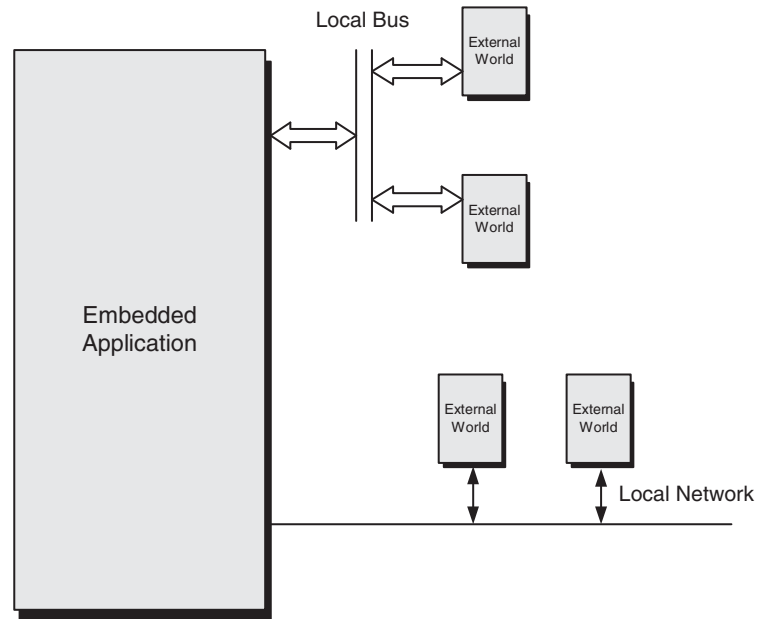 Local Bus
External
World
External
World
Embedded
Application
External
World
External
World
Local Network